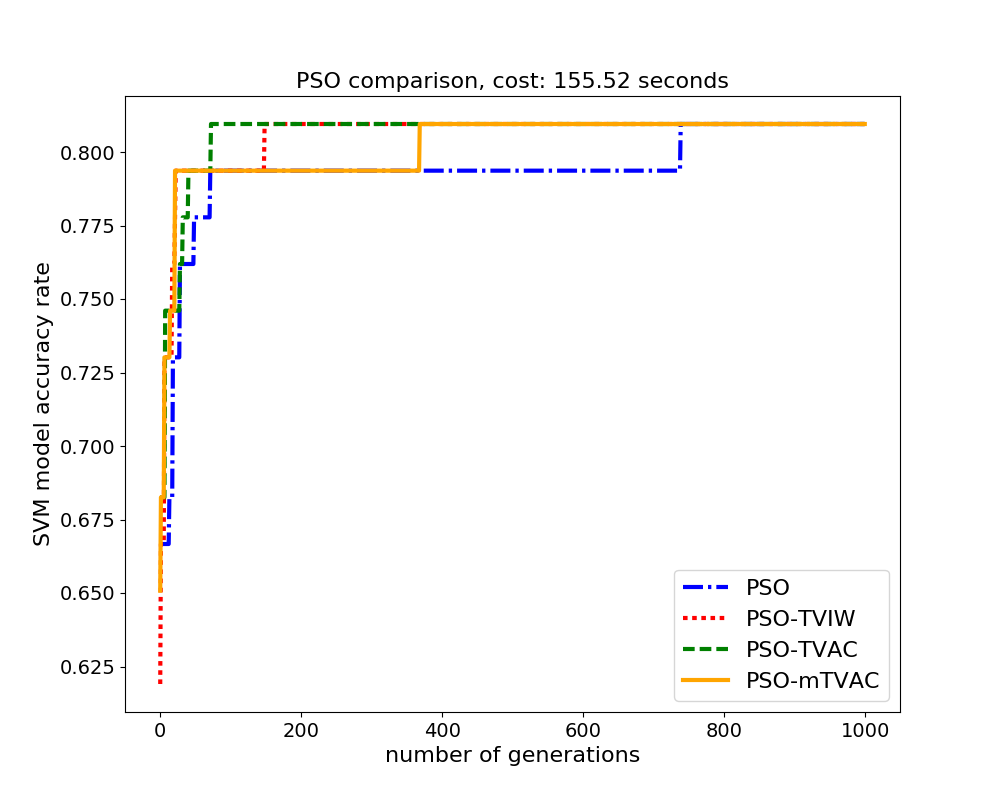 PSO comparison, cost: 155.52 seconds
SVM model accuracy rate
0.800
0.775
0.750
0.725
0.700
0.675
0.650
0.625
0
200
400
600
800
1000
number of generations
PSO
PSO-TVIW
PSO-TVAC
PSO-mTVAC